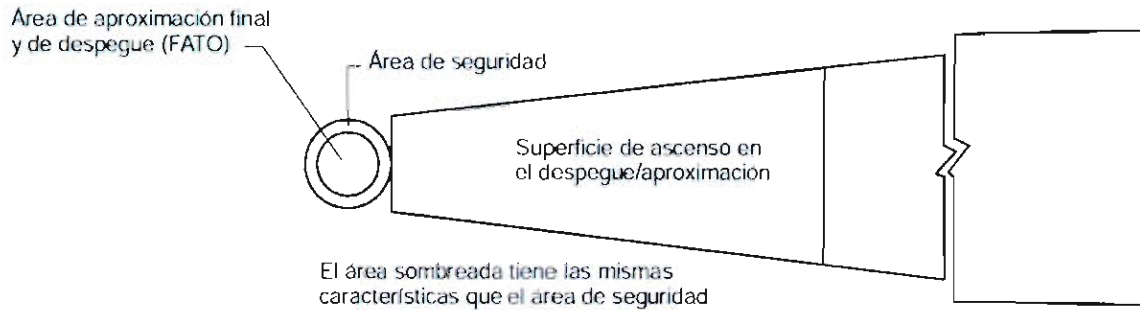 Área de aproximación final
y de despegue (FATO)
Área de seguridad
Superficie de ascenso en
el despegue/aproximación
El área sombreada tiene las mismas
características que el área de seguridad